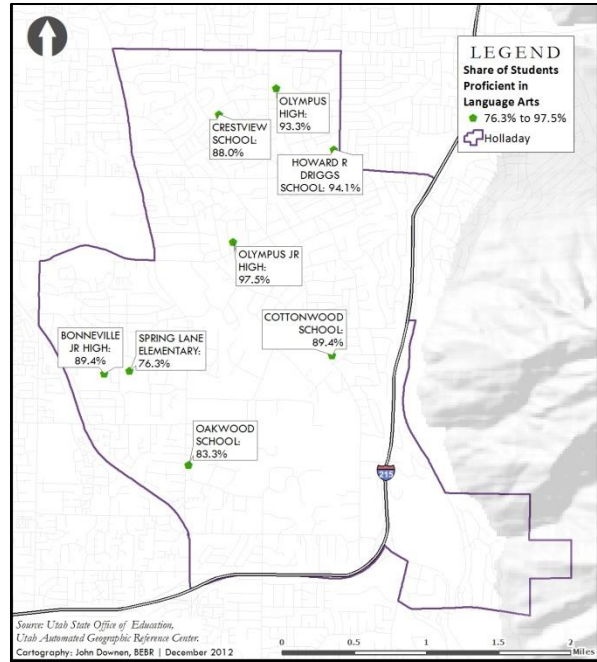 LEGEND
Share of Students
Proficient in
Language Arts
76.3% to 97.5%
Holladay
OLYMPUS
HIGH:
93.3%
CRESTVIEW
SCHOOL:
88.0%
HOWARD R
DRIGGS
SCHOOL: 94.1%
OLYMPUS JR
HIGH:
97.5%
COTTONWOOD
SCHOOL:
89.4%
BONNEVILLE
JR HIGH:
89.4%
SPRING LANE
ELEMENTARY:
76.3%
OAKWOOD
SCHOOL:
83.3%
215
Source: Utah State Office of Education,
Utah Automated Geographic Reference Center.
Cartography: John Downen, BEBR | December 2012
0 0.5 1 1.5 2
Miles